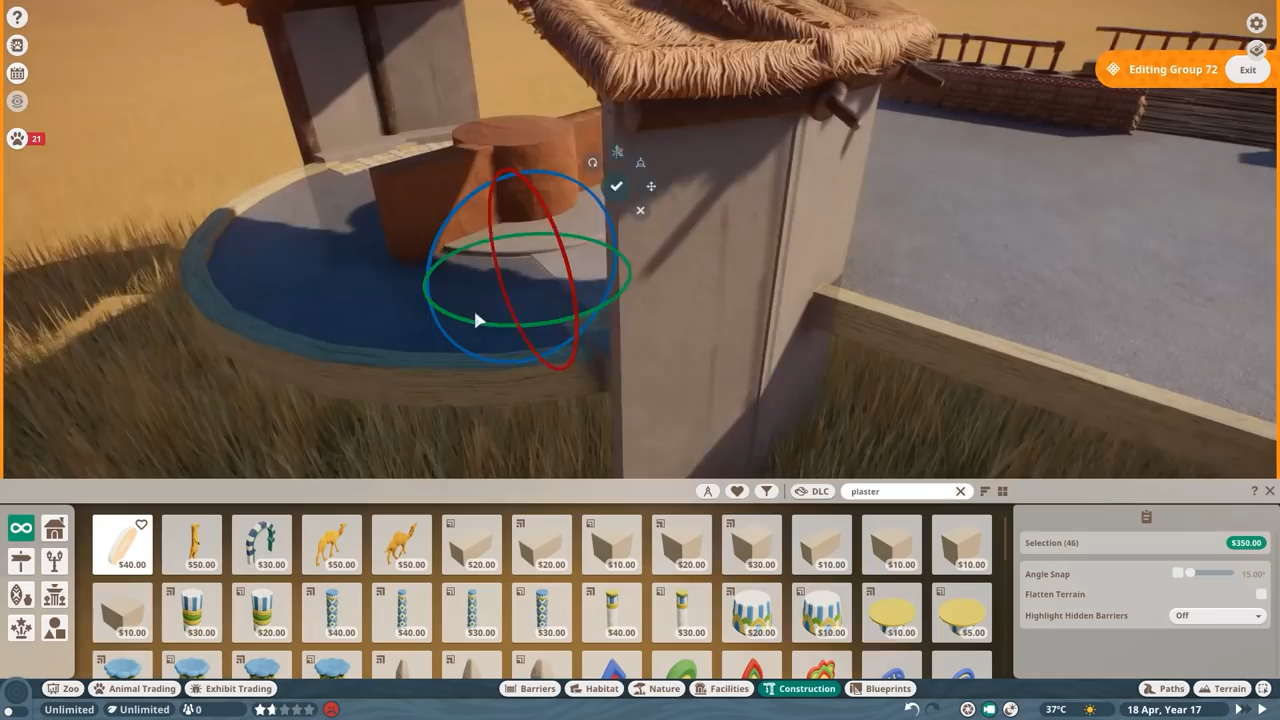 ?
21
Editing Group 72
Exit
DLC
plaster
?
$40.00
$50.00
$30.00
$50.00
$50.00
$20.00
$20.00
$10.00
$20.00
$30.00
$10.00
$10.00
$10.00
$10.00
$30.00
$20.00
$40.00
$40.00
$30.00
$30.00
$40.00
$30.00
$20.00
$10.00
$10.00
$5.00
Selection (46)
$350.00
Angle Snap
15.00°
Flatten Terrain
Highlight Hidden Barriers
Off
Zoo
Animal Trading
Exhibit Trading
Barriers
Habitat
Nature
Facilities
Construction
Blueprints
Paths
Terrain
Unlimited
Unlimited
0
37°C
18 Apr, Year 17